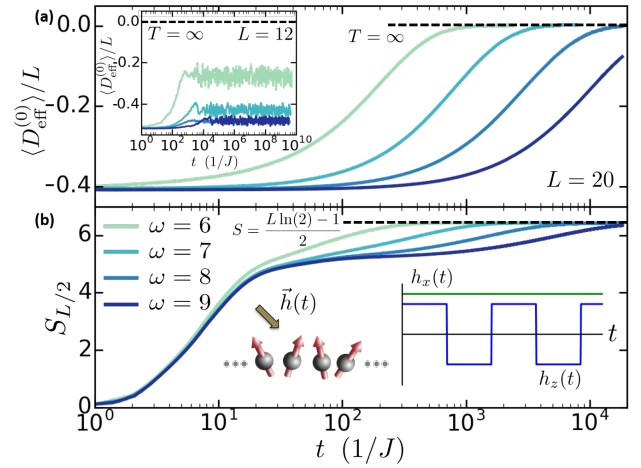 (a)
⟨D_eff^(0)⟩/L
0.0
−0.2
−0.4
T = ∞
L = 20
⟨D_eff^(0)⟩/L
0.0
−0.2
−0.4
T = ∞ L = 12
10^0 10^2 10^4 10^6 10^8 10^10
t (1/J)
(b)
S_{L/2}
6
4
2
0
ω = 6
ω = 7
ω = 8
ω = 9
S = (L ln(2) − 1)/2
h⃗(t)
h_x(t)
t
h_z(t)
10^0 10^1 10^2 10^3 10^4
t (1/J)